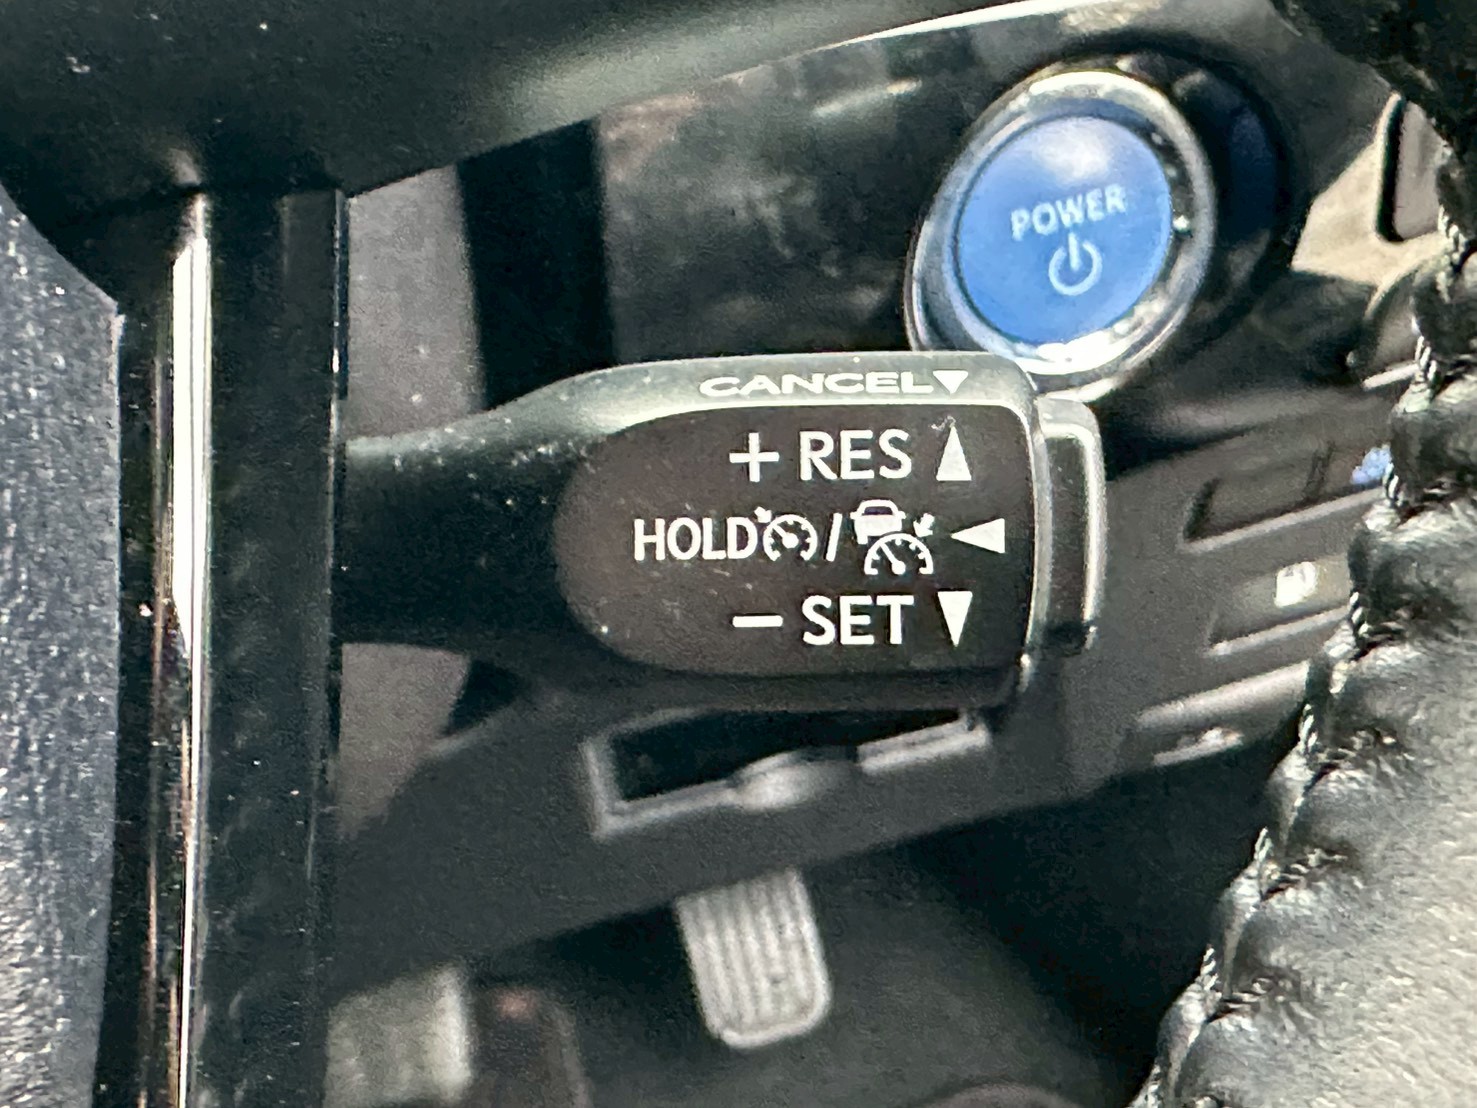 POWER
CANCEL▼
+ RES ▲
HOLD / ◀
− SET ▼